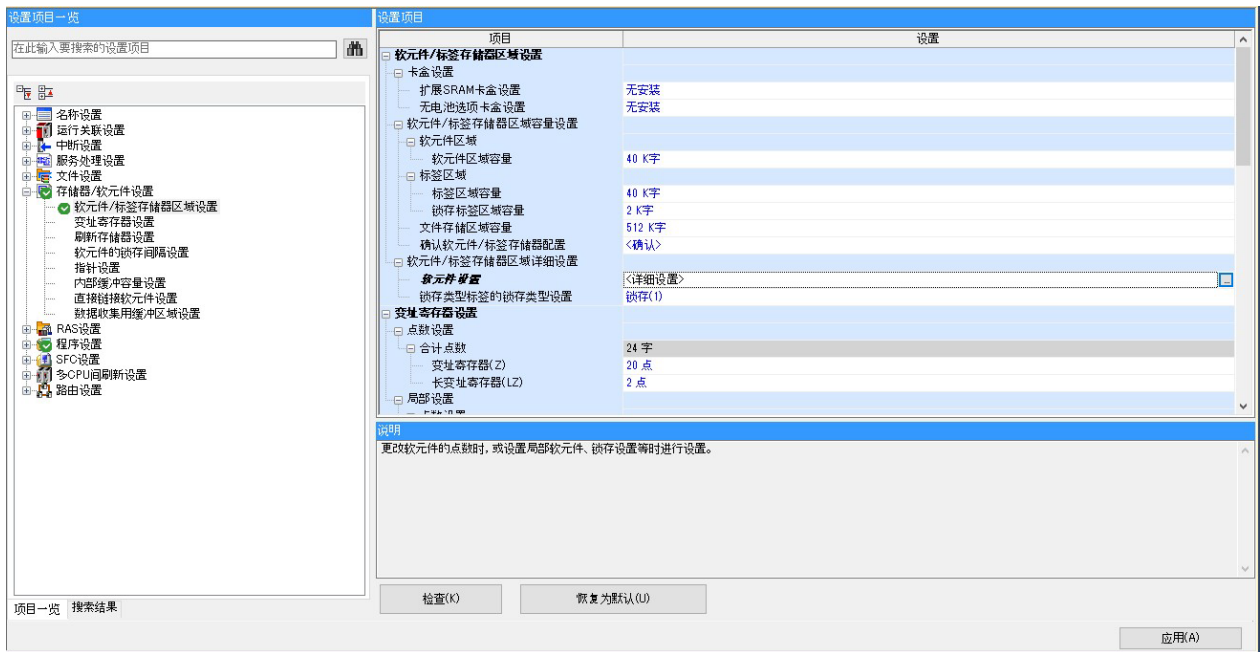 设置项目一览
在此输入要搜索的设置项目
名称设置
运行关联设置
中断设置
服务处理设置
文件设置
存储器/软元件设置
软元件/标签存储器区域设置
变址寄存器设置
刷新存储器设置
软元件的锁存间隔设置
指针设置
内部缓冲容量设置
直接链接软元件设置
数据收集用缓冲区域设置
RAS设置
程序设置
SFC设置
多CPU间刷新设置
路由设置
项目一览 搜索结果
设置项目
项目 设置
软元件/标签存储器区域设置
卡盒设置
扩展SRAM卡盒设置 无安装
无电池选项卡盒设置 无安装
软元件/标签存储器区域容量设置
软元件区域
软元件区域容量 40 K字
标签区域
标签区域容量 40 K字
锁存标签区域容量 2 K字
文件存储区域容量 512 K字
确认软元件/标签存储器配置 <确认>
软元件/标签存储器区域详细设置
软元件设置 <详细设置>
锁存类型标签的锁存类型设置 锁存(1)
变址寄存器设置
点数设置
合计点数 24 字
变址寄存器(Z) 20 点
长变址寄存器(LZ) 2 点
局部设置
说明
更改软元件的点数时, 或设置局部软元件、锁存设置等时进行设置。
检查(K) 恢复为默认(U)
应用(A)